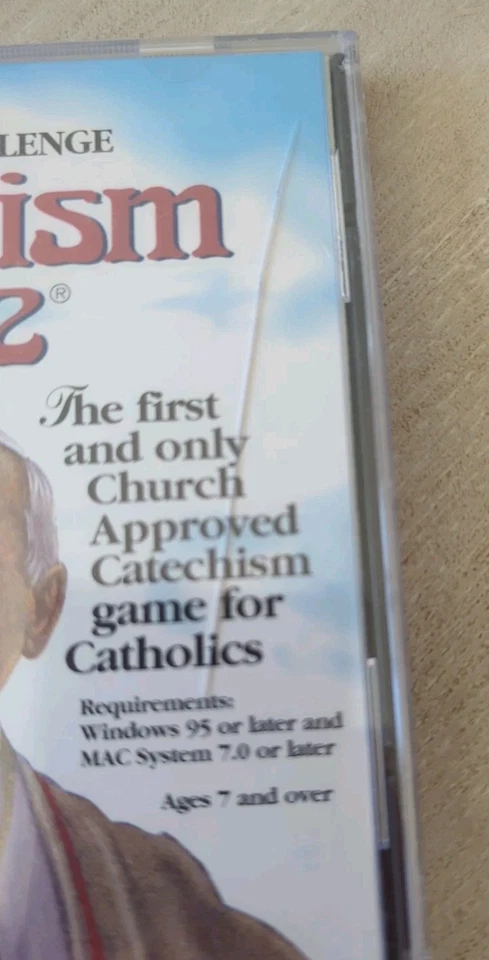 LENGE
ism
z®
The first
and only
Church
Approved
Catechism
game for
Catholics
Requirements:
Windows 95 or later and
MAC System 7.0 or later
Ages 7 and over